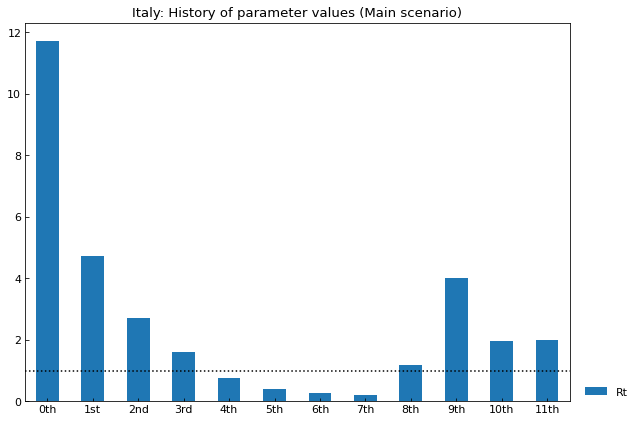 Italy: History of parameter values (Main scenario)
12
10
8
6
4
2
0
0th 1st 2nd 3rd 4th 5th 6th 7th 8th 9th 10th 11th
Rt